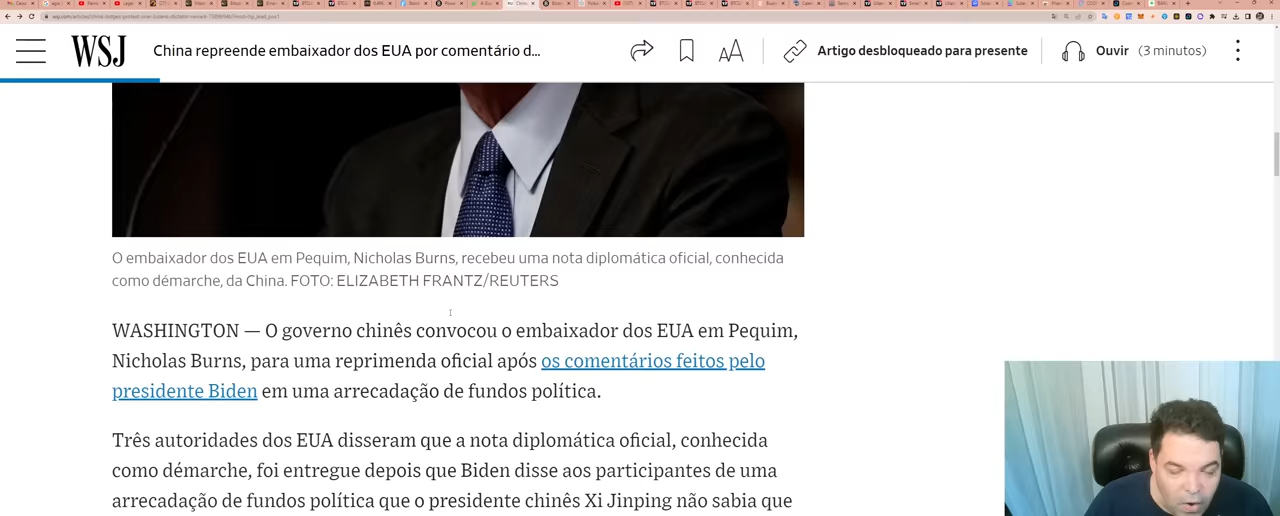 WSJ
China repreende embaixador dos EUA por comentário d...
Artigo desbloqueado para presente
Ouvir (3 minutos)
O embaixador dos EUA em Pequim, Nicholas Burns, recebeu uma nota diplomática oficial, conhecida
como démarche, da China. FOTO: ELIZABETH FRANTZ/REUTERS
WASHINGTON — O governo chinês convocou o embaixador dos EUA em Pequim,
Nicholas Burns, para uma reprimenda oficial após os comentários feitos pelo
presidente Biden em uma arrecadação de fundos política.
Três autoridades dos EUA disseram que a nota diplomática oficial, conhecida
como démarche, foi entregue depois que Biden disse aos participantes de uma
arrecadação de fundos política que o presidente chinês Xi Jinping não sabia que